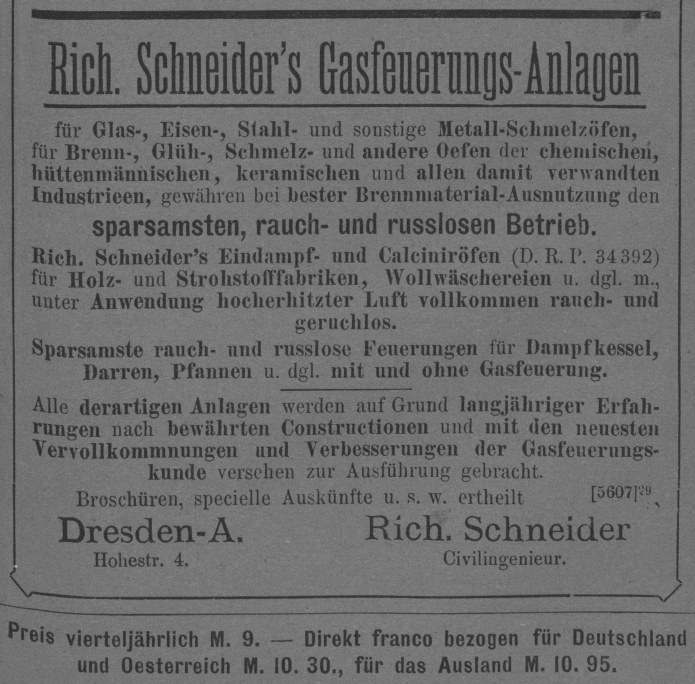 Rich. Schneider's Gasfeuerungs-Anlagen
für Glas-, Eisen-, Stahl- und sonstige Metall-Schmelzöfen,
für Brenn-, Glüh-, Schmelz- und andere Oefen der chemischen,
hüttenmännischen, keramischen und allen damit verwandten
Industrieen, gewähren bei bester Brennmaterial-Ausnutzung den
sparsamsten, rauch- und russlosen Betrieb.
Rich. Schneider's Eindampf- und Calciniröfen (D. R. P. 34392)
für Holz- und Strohstofffabriken, Wollwäschereien u. dgl. m.,
unter Anwendung hocherhitzter Luft vollkommen rauch- und
geruchlos.
Sparsamste rauch- und russlose Feuerungen für Dampfkessel,
Darren, Pfannen u. dgl. mit und ohne Gasfeuerung.
Alle derartigen Anlagen werden auf Grund langjähriger Erfah-
rungen nach bewährten Constructionen und mit den neuesten
Vervollkommnungen und Verbesserungen der Gasfeuerungs-
kunde versehen zur Ausführung gebracht.
Broschüren, specielle Auskünfte u. s. w. ertheilt [5607]29
Dresden-A. Rich. Schneider
Hohestr. 4. Civilingenieur.
Preis vierteljährlich M. 9. — Direkt franco bezogen für Deutschland
und Oesterreich M. 10. 30., für das Ausland M. 10. 95.